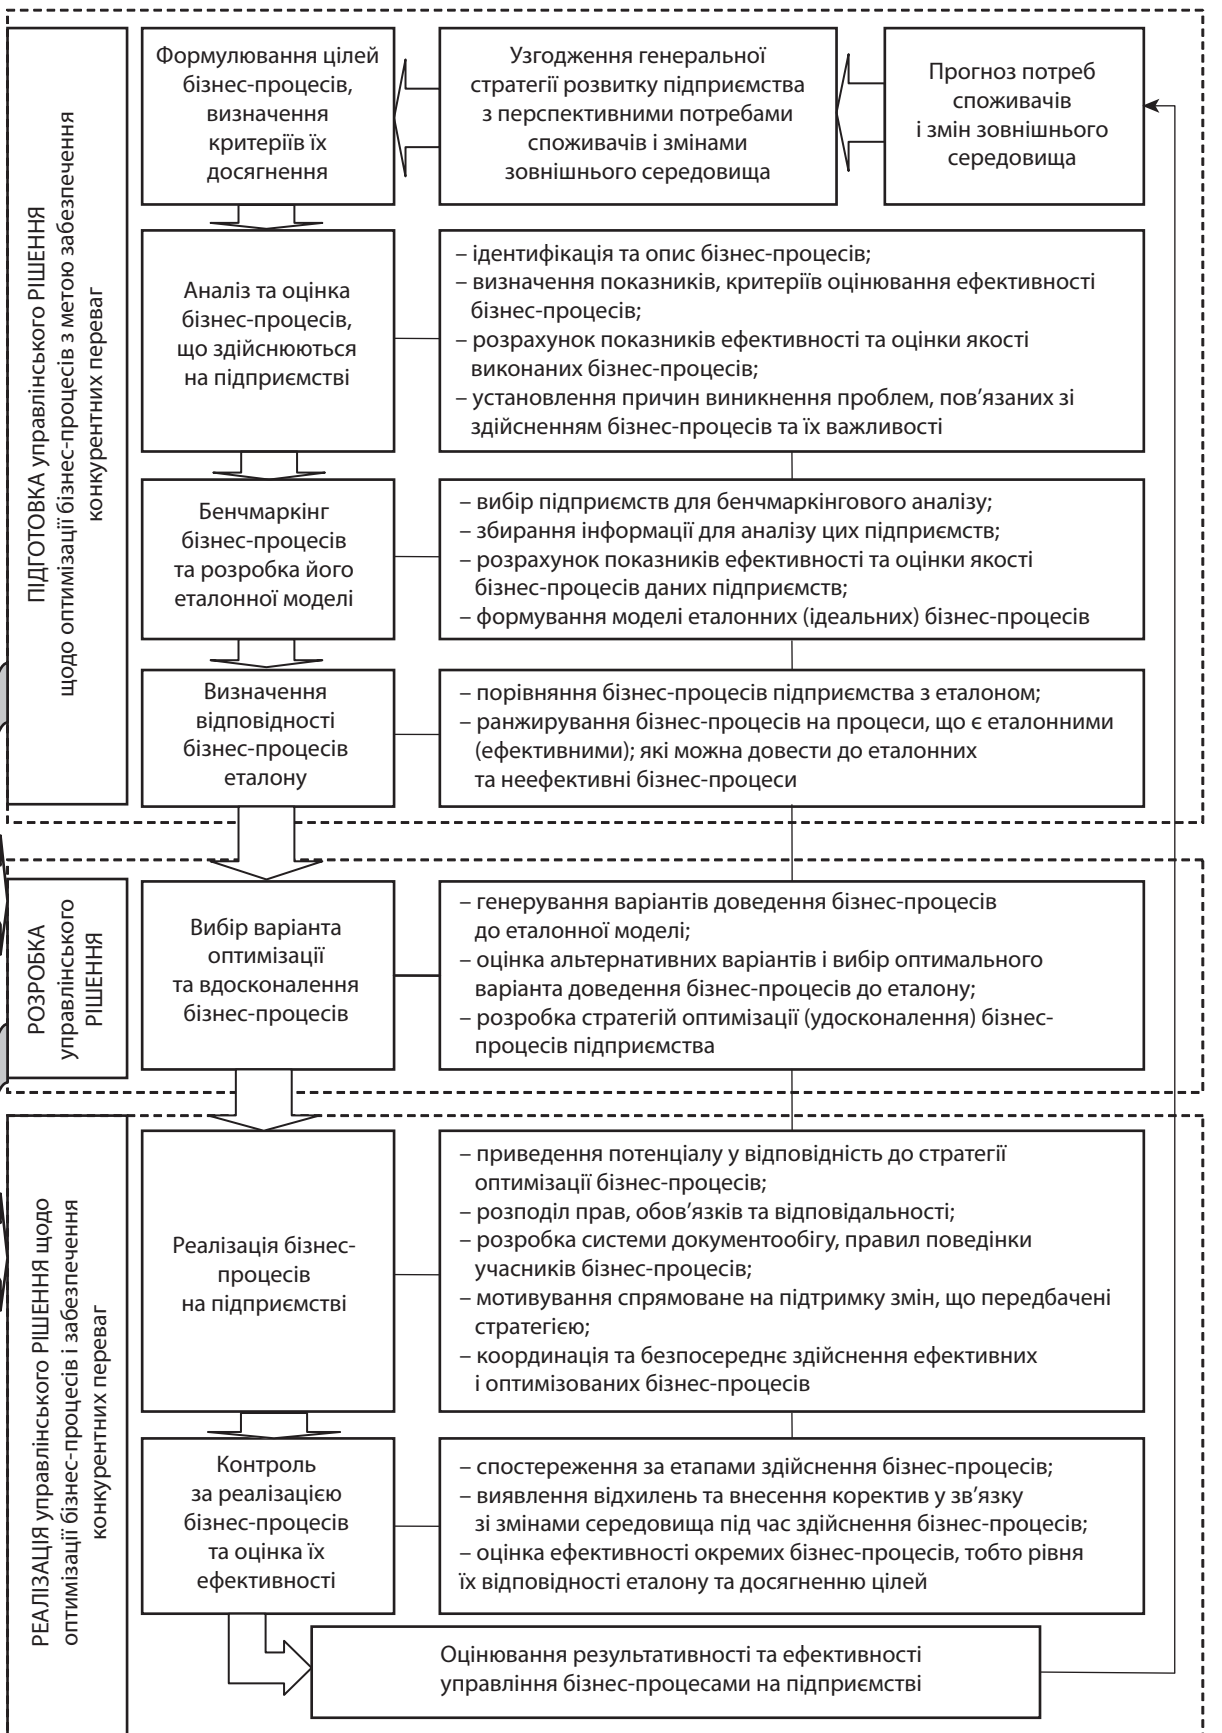 ПІДГОТОВКА управлінського РІШЕННЯ
щодо оптимізації бізнес-процесів з метою забезпечення
конкурентних переваг
Формулювання цілей
бізнес-процесів,
визначення
критеріїв їх
досягнення
Узгодження генеральної
стратегії розвитку підприємства
з перспективними потребами
споживачів і змінами
зовнішнього середовища
Прогноз потреб
споживачів
і змін зовнішнього
середовища
Аналіз та оцінка
бізнес-процесів,
що здійснюються
на підприємстві
– ідентифікація та опис бізнес-процесів;
– визначення показників, критеріїв оцінювання ефективності
бізнес-процесів;
– розрахунок показників ефективності та оцінки якості
виконаних бізнес-процесів;
– установлення причин виникнення проблем, пов’язаних зі
здійсненням бізнес-процесів та їх важливості
Бенчмаркінг
бізнес-процесів
та розробка його
еталонної моделі
– вибір підприємств для бенчмаркінгового аналізу;
– збирання інформації для аналізу цих підприємств;
– розрахунок показників ефективності та оцінки якості
бізнес-процесів даних підприємств;
– формування моделі еталонних (ідеальних) бізнес-процесів
Визначення
відповідності
бізнес-процесів
еталону
– порівняння бізнес-процесів підприємства з еталоном;
– ранжирування бізнес-процесів на процеси, що є еталонними
(ефективними); які можна довести до еталонних
та неефективні бізнес-процеси
РОЗРОБКА
управлінського
РІШЕННЯ
Вибір варіанта
оптимізації
та вдосконалення
бізнес-процесів
– генерування варіантів доведення бізнес-процесів
до еталонної моделі;
– оцінка альтернативних варіантів і вибір оптимального
варіанта доведення бізнес-процесів до еталону;
– розробка стратегій оптимізації (удосконалення) бізнес-
процесів підприємства
РЕАЛІЗАЦІЯ управлінського РІШЕННЯ щодо
оптимізації бізнес-процесів і забезпечення
конкурентних переваг
Реалізація бізнес-
процесів
на підприємстві
– приведення потенціалу у відповідність до стратегії
оптимізації бізнес-процесів;
– розподіл прав, обов’язків та відповідальності;
– розробка системи документообігу, правил поведінки
учасників бізнес-процесів;
– мотивування спрямоване на підтримку змін, що передбачені
стратегією;
– координація та безпосереднє здійснення ефективних
і оптимізованих бізнес-процесів
Контроль
за реалізацією
бізнес-процесів
та оцінка їх
ефективності
– спостереження за етапами здійснення бізнес-процесів;
– виявлення відхилень та внесення коректив у зв’язку
зі змінами середовища під час здійснення бізнес-процесів;
– оцінка ефективності окремих бізнес-процесів, тобто рівня
їх відповідності еталону та досягненню цілей
Оцінювання результативності та ефективності
управління бізнес-процесами на підприємстві